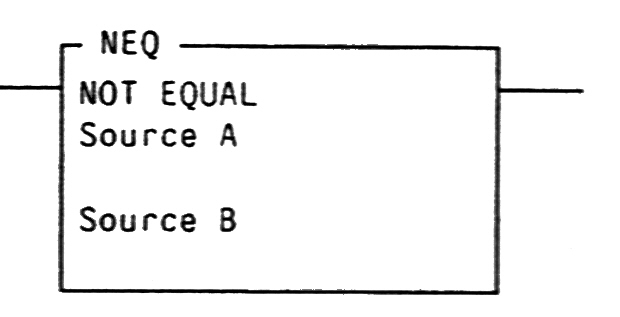 NEQ
NOT EQUAL
Source A
Source B